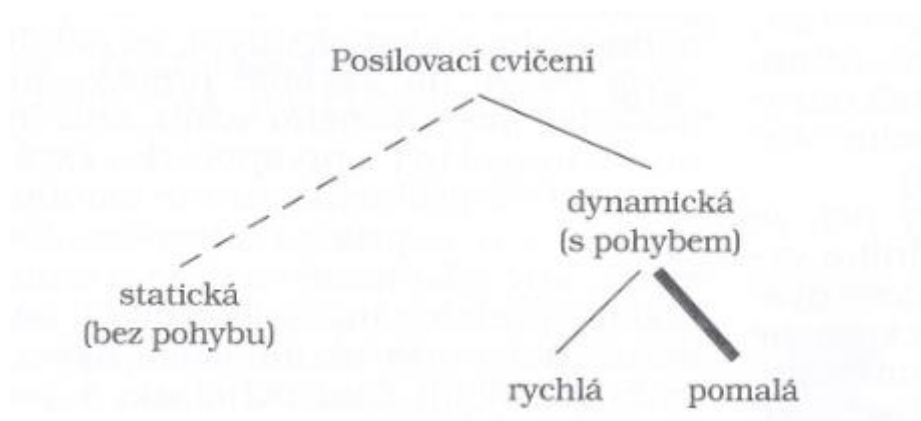 Posilovací cvičení
dynamická
(s pohybem)
statická
(bez pohybu)
rychlá
pomalá